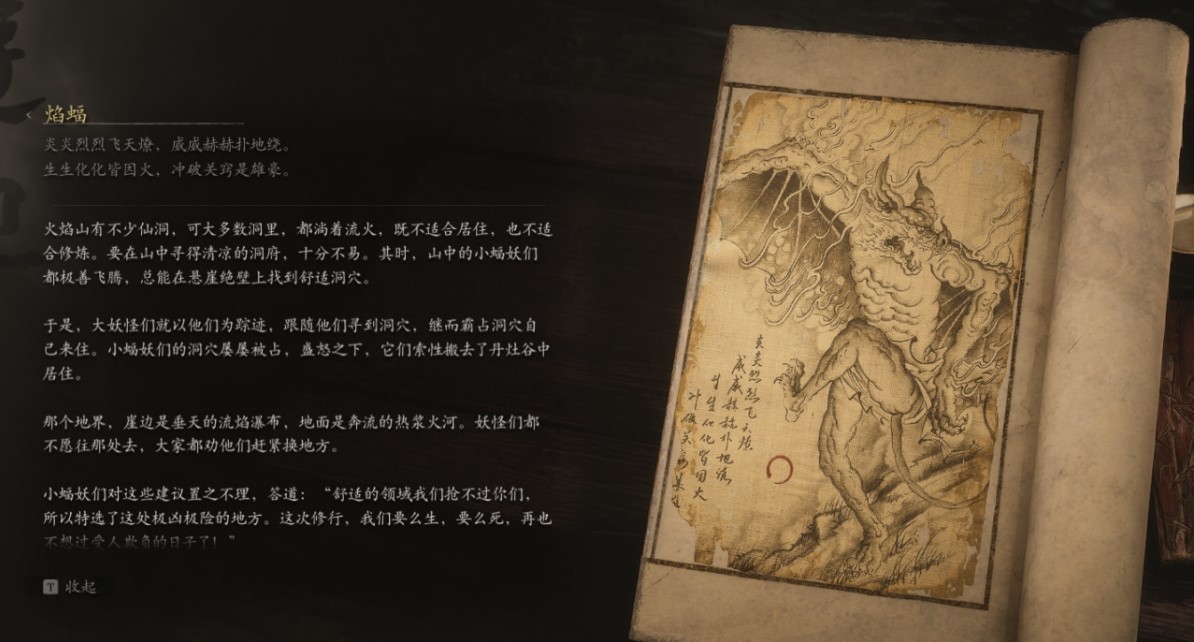 焰蝠
炎炎烈烈飞天燎，威威赫赫扑地绕。
生生化化皆因火，冲破关窍是雄豪。
火焰山有不少仙洞，可大多数洞里，都淌着流火，既不适合居住，也不适
合修炼。要在山中寻得清凉的洞府，十分不易。其时，山中的小蝠妖们
都极善飞腾，总能在悬崖绝壁上找到舒适洞穴。
于是，大妖怪们就以他们为踪迹，跟随他们寻到洞穴，继而霸占洞穴自
己来住。小蝠妖们的洞穴屡屡被占，盛怒之下，它们索性搬去了丹灶谷中
居住。
那个地界，崖边是垂天的流焰瀑布，地面是奔流的热浆火河。妖怪们都
不愿往那处去，大家都劝他们赶紧换地方。
小蝠妖们对这些建议置之不理，答道：“舒适的领域我们抢不过你们，
所以特选了这处极凶极险的地方。这次修行，我们要么生，要么死，再也
不想过受人欺负的日子了！”
T 收起
炎炎烈烈飞天燎
威威赫赫扑地绕
生生化化皆因火
冲破关窍是